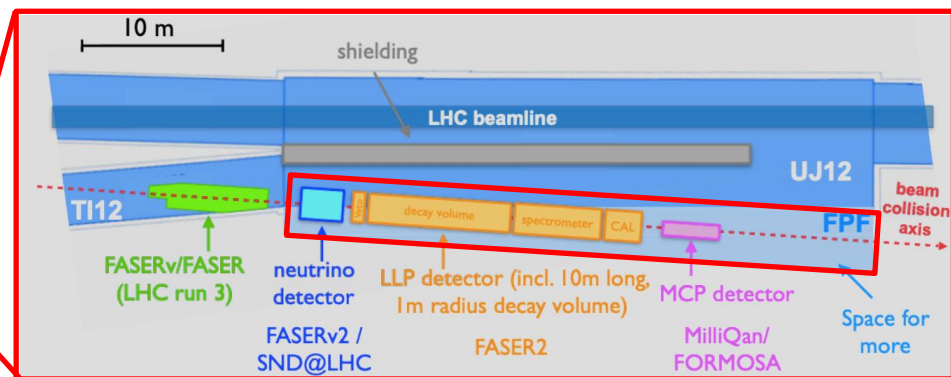 10 m
shielding
LHC beamline
UJ12
TI12
Veto
decay volume
spectrometer
CAL
FPF
beam
collision
axis
FASERν/FASER
(LHC run 3)
neutrino
detector
LLP detector (incl. 10m long,
1m radius decay volume)
MCP detector
Space for
more
FASERν2 /
SND@LHC
FASER2
MilliQan/
FORMOSA